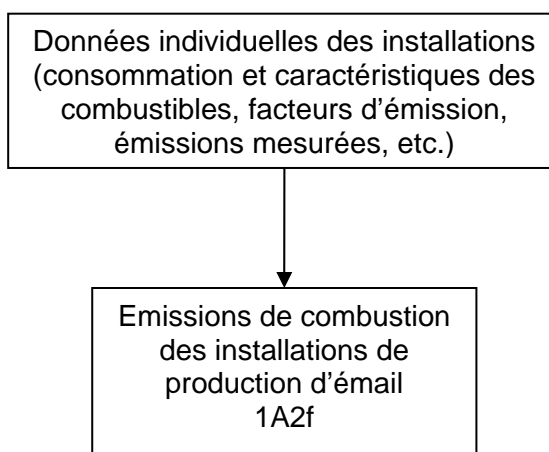 Données individuelles des installations
(consommation et caractéristiques des
combustibles, facteurs d’émission,
émissions mesurées, etc.)
Emissions de combustion
des installations de
production d’émail
1A2f